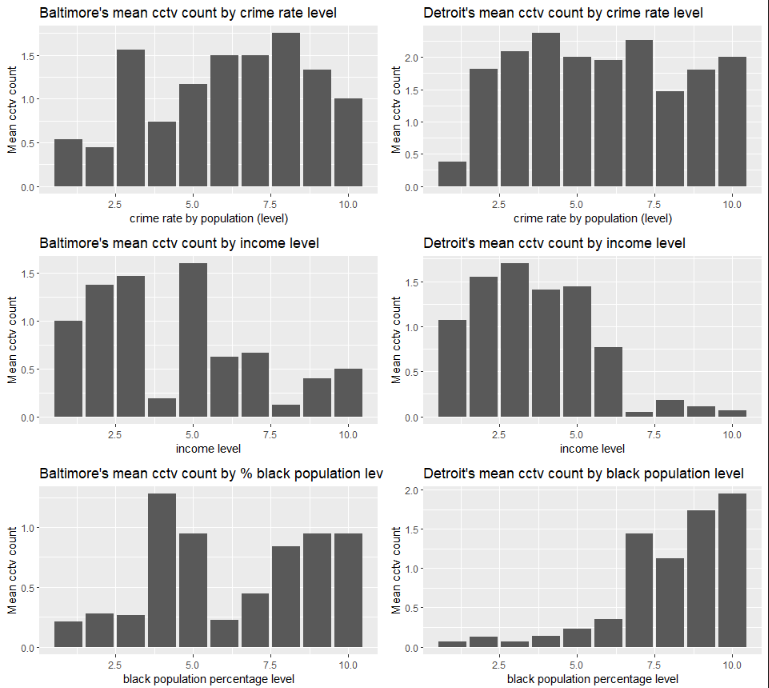 Baltimore's mean cctv count by crime rate level
Mean cctv count
1.5
1.0
0.5
0.0
2.5 5.0 7.5 10.0
crime rate by population (level)
Detroit's mean cctv count by crime rate level
Mean cctv count
2.0
1.5
1.0
0.5
0.0
2.5 5.0 7.5 10.0
crime rate by population (level)
Baltimore's mean cctv count by income level
Mean cctv count
1.5
1.0
0.5
0.0
2.5 5.0 7.5 10.0
income level
Detroit's mean cctv count by income level
Mean cctv count
1.5
1.0
0.5
0.0
2.5 5.0 7.5 10.0
income level
Baltimore's mean cctv count by % black population lev
Mean cctv count
1.0
0.5
0.0
2.5 5.0 7.5 10.0
black population percentage level
Detroit's mean cctv count by black population level
Mean cctv count
2.0
1.5
1.0
0.5
0.0
2.5 5.0 7.5 10.0
black population percentage level